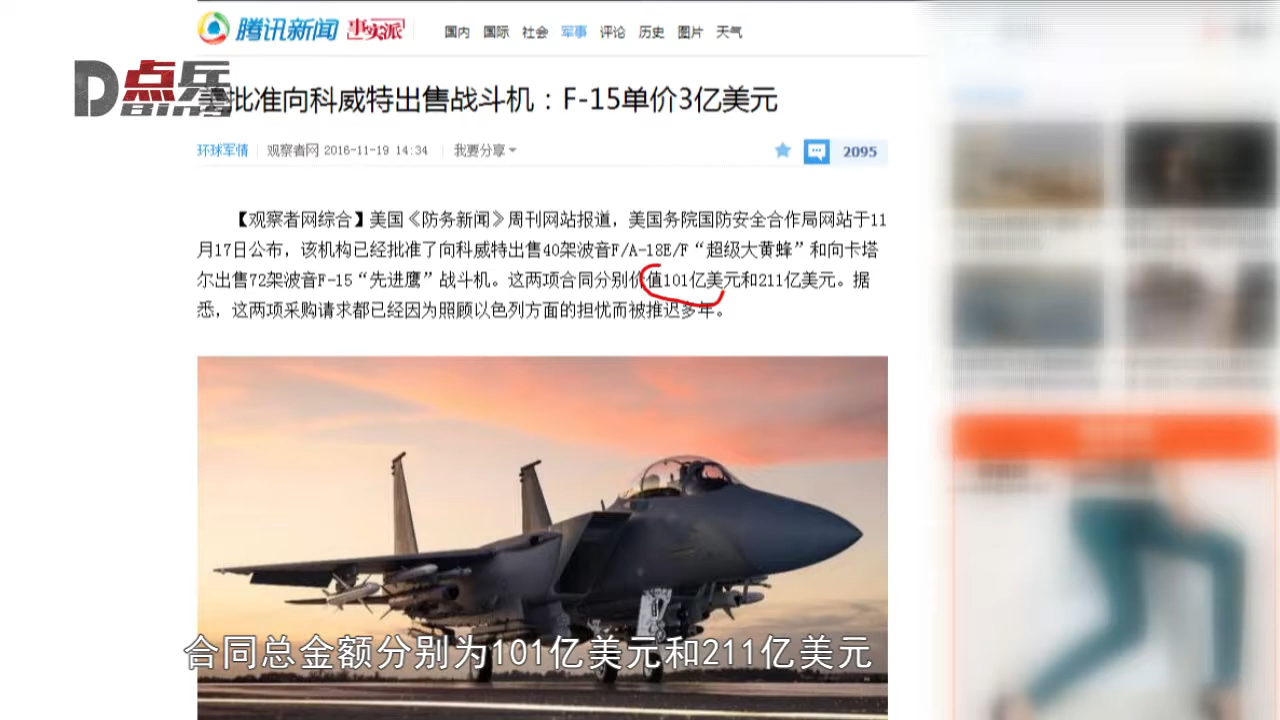 腾讯新闻 事实派 国内 国际 社会 军事 评论 历史 图片 天气
D点兵
美批准向科威特出售战斗机：F-15单价3亿美元
环球军情 观察者网 2016-11-19 14:34 我要分享 2095
【观察者网综合】美国《防务新闻》周刊网站报道，美国务院国防安全合作局网站于11
月17日公布，该机构已经批准了向科威特出售40架波音F/A-18E/F“超级大黄蜂”和向卡塔
尔出售72架波音F-15“先进鹰”战斗机。这两项合同分别价值101亿美元和211亿美元。据
悉，这两项采购请求都已经因为照顾以色列方面的担忧而被推迟多年。
合同总金额分别为101亿美元和211亿美元